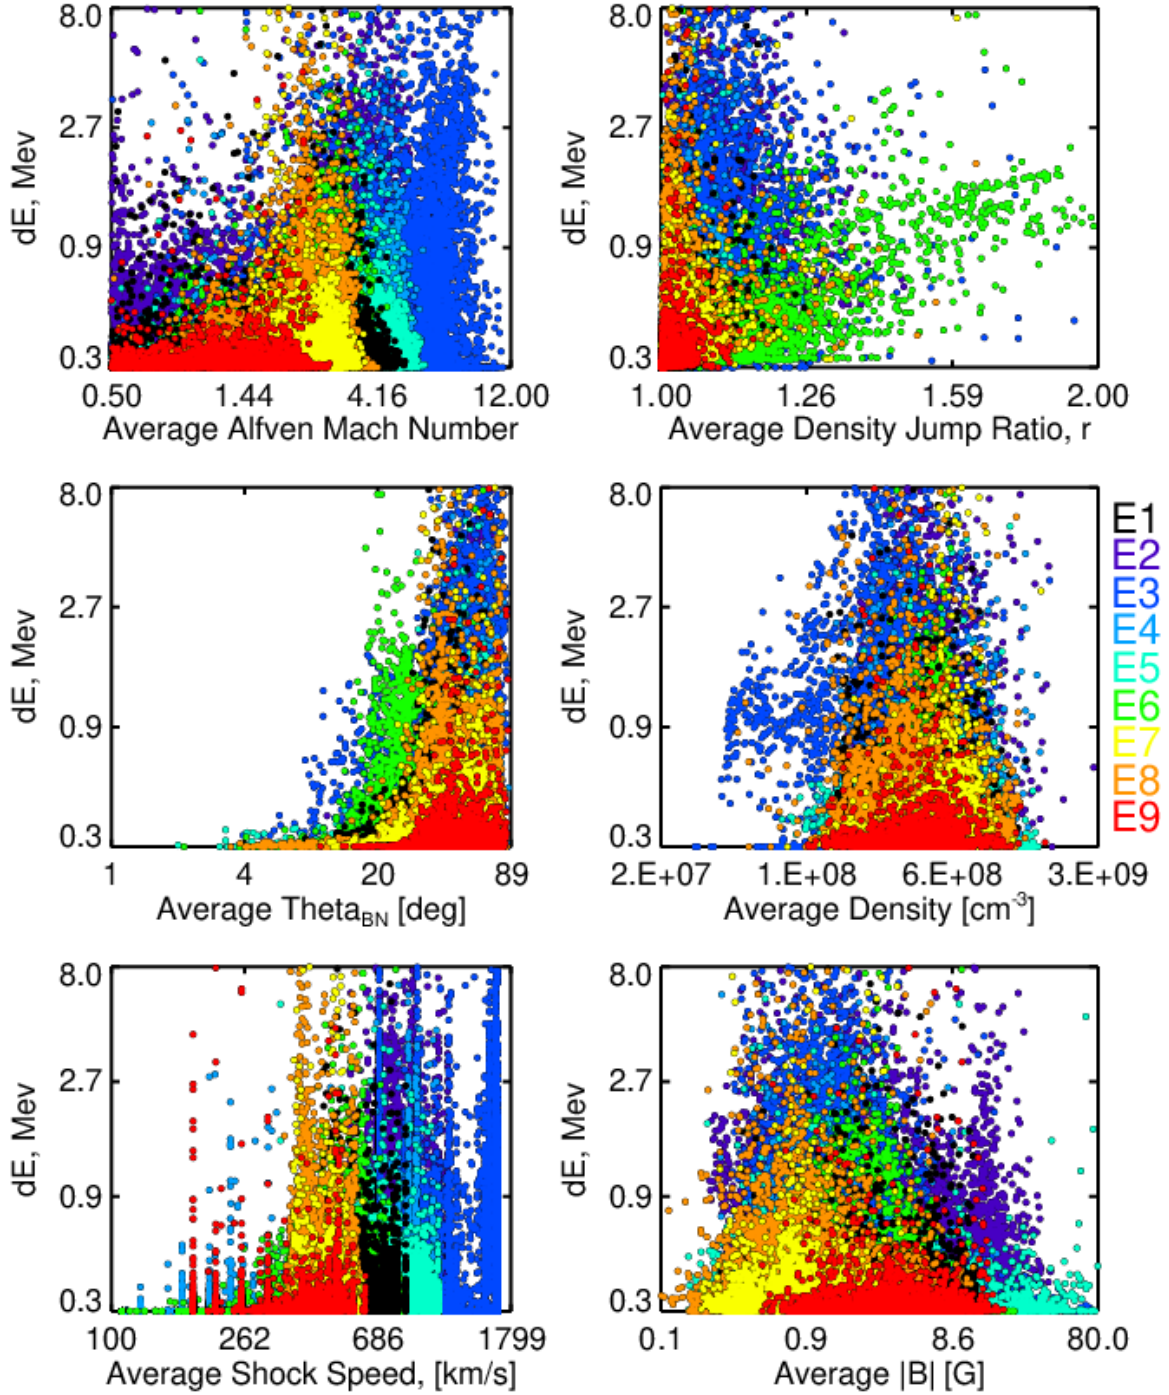 8.0
2.7
0.9
0.3
dE, Mev
0.50 1.44 4.16 12.00
Average Alfven Mach Number
8.0
2.7
0.9
0.3
dE, Mev
1.00 1.26 1.59 2.00
Average Density Jump Ratio, r
8.0
2.7
0.9
0.3
dE, Mev
1 4 20 89
Average Theta_BN [deg]
8.0
2.7
0.9
0.3
dE, Mev
2.E+07 1.E+08 6.E+08 3.E+09
Average Density [cm⁻³]
E1
E2
E3
E4
E5
E6
E7
E8
E9
8.0
2.7
0.9
0.3
dE, Mev
100 262 686 1799
Average Shock Speed, [km/s]
8.0
2.7
0.9
0.3
dE, Mev
0.1 0.9 8.6 80.0
Average |B| [G]